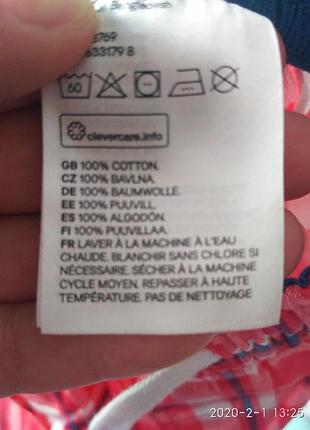 Bangladesh
3769
633179 8
60
clevercare.info
GB 100% COTTON.
CZ 100% BAVLNA.
DE 100% BAUMWOLLE.
EE 100% PUUVILL.
ES 100% ALGODÓN.
FI 100% PUUVILLAA.
FR LAVER À LA MACHINE À L'EAU
CHAUDE. BLANCHIR SANS CHLORE SI
NÉCESSAIRE. SÉCHER À LA MACHINE
CYCLE MOYEN. REPASSER À HAUTE
TEMPÉRATURE. PAS DE NETTOYAGE
2020-2-1 13:25